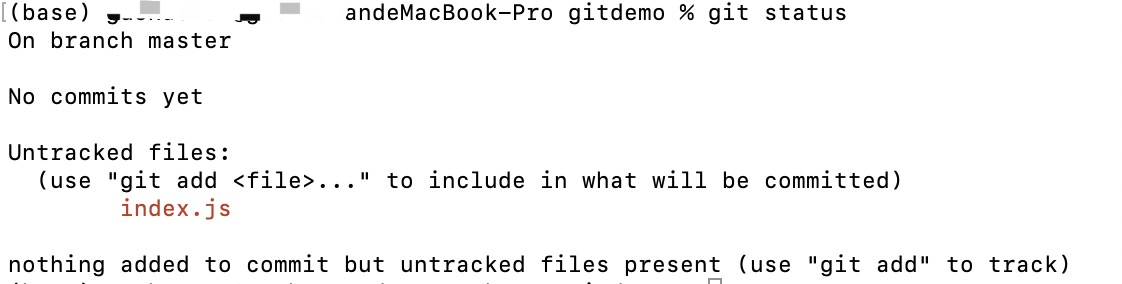 (base) andeMacBook-Pro gitdemo % git status
On branch master
No commits yet
Untracked files:
(use "git add <file>..." to include in what will be committed)
index.js
nothing added to commit but untracked files present (use "git add" to track)